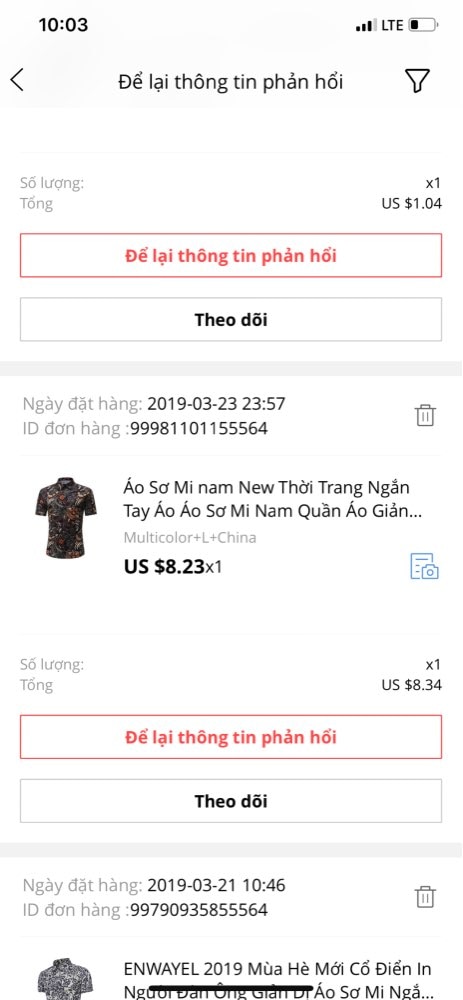 10:03
LTE
Để lại thông tin phản hồi
Số lượng:
x1
Tổng
US $1.04
Để lại thông tin phản hồi
Theo dõi
Ngày đặt hàng: 2019-03-23 23:57
ID đơn hàng :99981101155564
Áo Sơ Mi nam New Thời Trang Ngắn
Tay Áo Áo Sơ Mi Nam Quần Áo Giản...
Multicolor+L+China
US $8.23x1
Số lượng:
x1
Tổng
US $8.34
Để lại thông tin phản hồi
Theo dõi
Ngày đặt hàng: 2019-03-21 10:46
ID đơn hàng :99790935855564
ENWAYEL 2019 Mùa Hè Mới Cổ Điển In
Người Đàn Ông Giản Dị Áo Sơ Mi Ngắ...